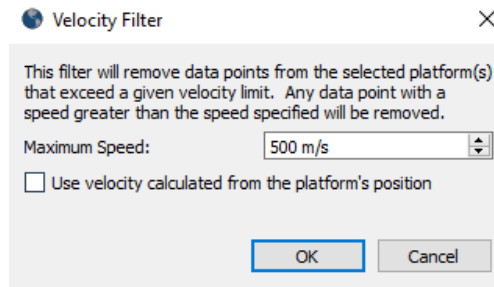 Velocity Filter
This filter will remove data points from the selected platform(s)
that exceed a given velocity limit. Any data point with a
speed greater than the speed specified will be removed.
Maximum Speed: 500 m/s
Use velocity calculated from the platform's position
OK Cancel